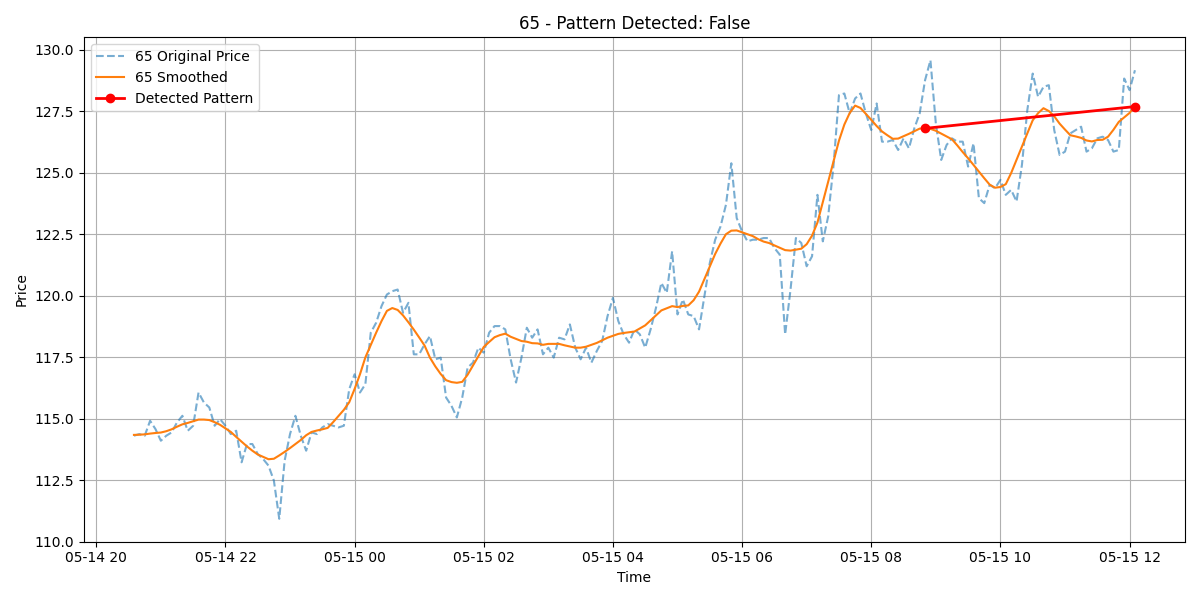 65 - Pattern Detected: False
65 Original Price
65 Smoothed
Detected Pattern
Price
130.0
127.5
125.0
122.5
120.0
117.5
115.0
112.5
110.0
05-14 20 05-14 22 05-15 00 05-15 02 05-15 04 05-15 06 05-15 08 05-15 10 05-15 12
Time